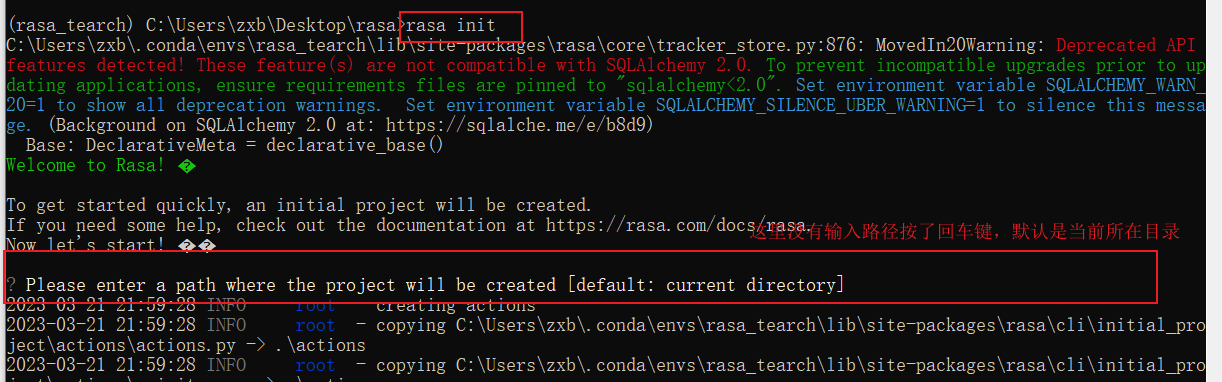 (rasa_tearch) C:\Users\zxb\Desktop\rasa>rasa init
C:\Users\zxb\.conda\envs\rasa_tearch\lib\site-packages\rasa\core\tracker_store.py:876: MovedIn20Warning: Deprecated API
features detected! These feature(s) are not compatible with SQLAlchemy 2.0. To prevent incompatible upgrades prior to up
dating applications, ensure requirements files are pinned to "sqlalchemy<2.0". Set environment variable SQLALCHEMY_WARN_
20=1 to show all deprecation warnings.  Set environment variable SQLALCHEMY_SILENCE_UBER_WARNING=1 to silence this messa
ge. (Background on SQLAlchemy 2.0 at: https://sqlalche.me/e/b8d9)
  Base: DeclarativeMeta = declarative_base()
Welcome to Rasa! �
To get started quickly, an initial project will be created.
If you need some help, check out the documentation at https://rasa.com/docs/rasa.
这里没有输入路径按了回车键，默认是当前所在目录
Now let's start! ��
? Please enter a path where the project will be created [default: current directory]
2023-03-21 21:59:28 INFO     root  - creating actions
2023-03-21 21:59:28 INFO     root  - copying C:\Users\zxb\.conda\envs\rasa_tearch\lib\site-packages\rasa\cli\initial_pro
ject\actions\actions.py -> .\actions
2023-03-21 21:59:28 INFO     root  - copying C:\Users\zxb\.conda\envs\rasa_tearch\lib\site-packages\rasa\cli\initial_pro